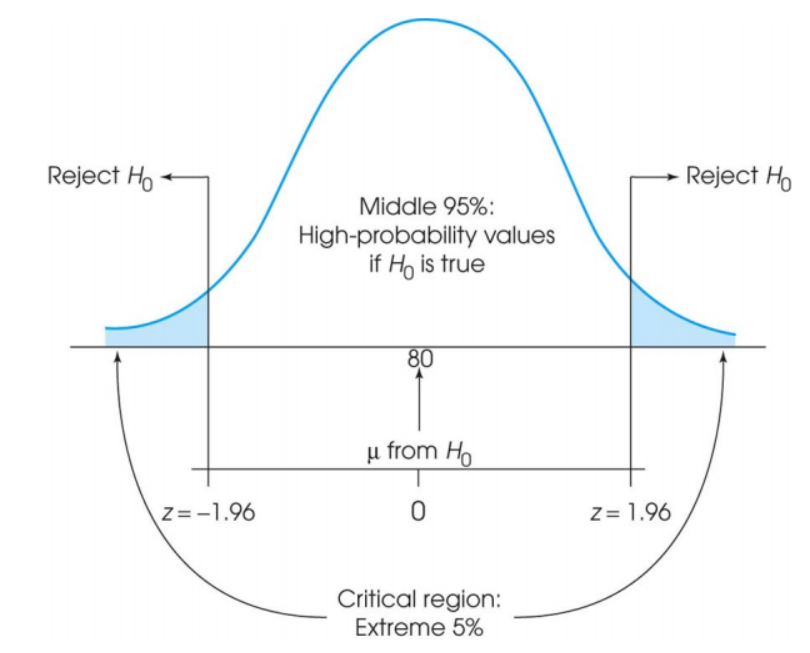 Reject H₀
Reject H₀
Middle 95%:
High-probability values
if H₀ is true
80
μ from H₀
z = –1.96
0
z = 1.96
Critical region:
Extreme 5%